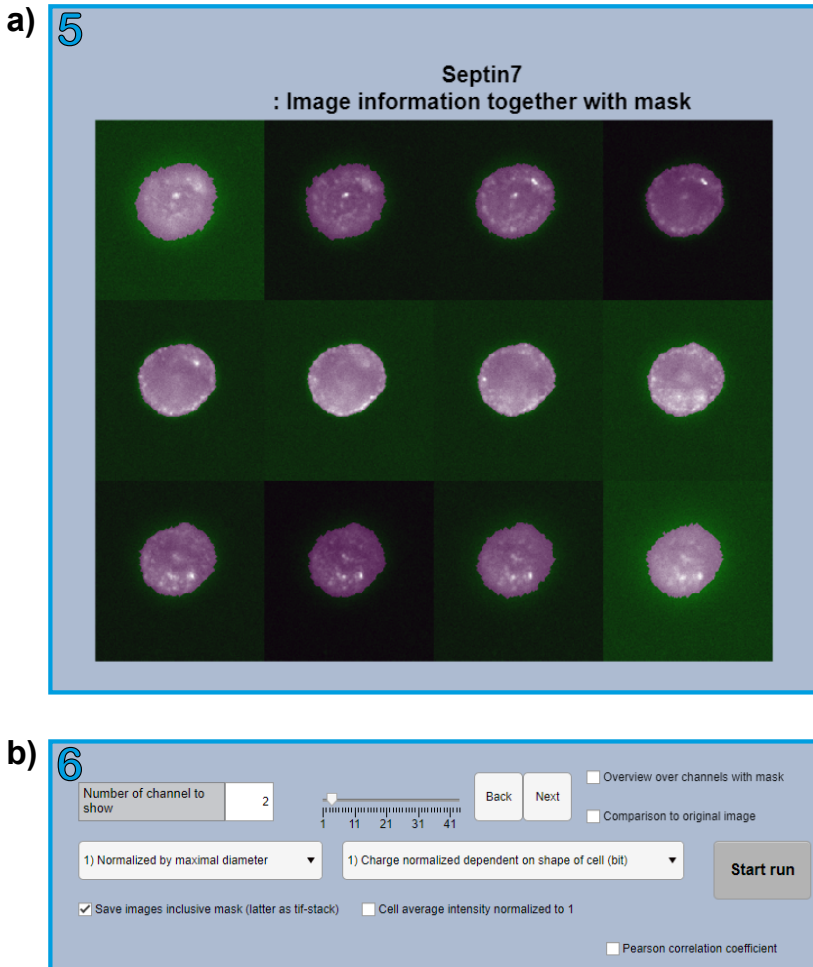 a)
5
Septin7
: Image information together with mask
b)
6
Number of channel to
show
2
1 11 21 31 41
Back
Next
Overview over channels with mask
Comparison to original image
1) Normalized by maximal diameter
1) Charge normalized dependent on shape of cell (bit)
Start run
Save images inclusive mask (latter as tif-stack)
Cell average intensity normalized to 1
Pearson correlation coefficient